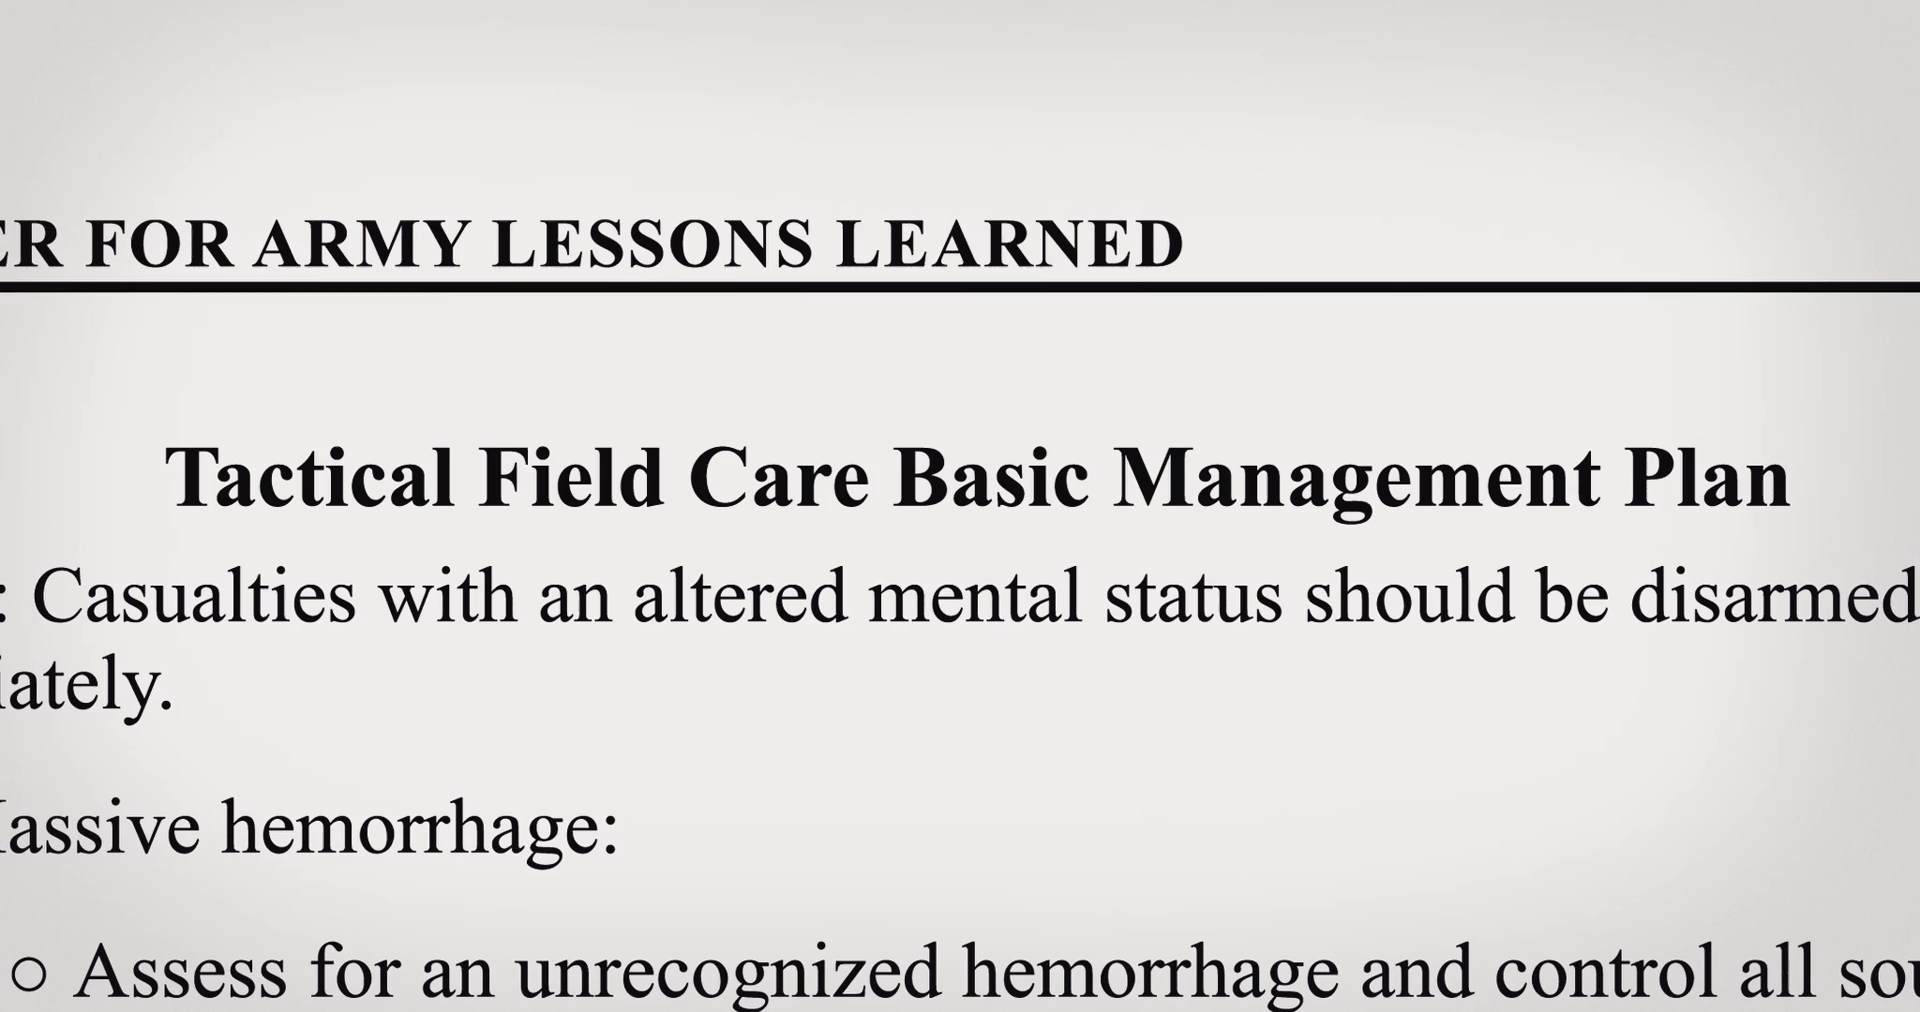 ER FOR ARMY LESSONS LEARNED
Tactical Field Care Basic Management Plan
: Casualties with an altered mental status should be disarmed
iately.
assive hemorrhage:
○ Assess for an unrecognized hemorrhage and control all sou